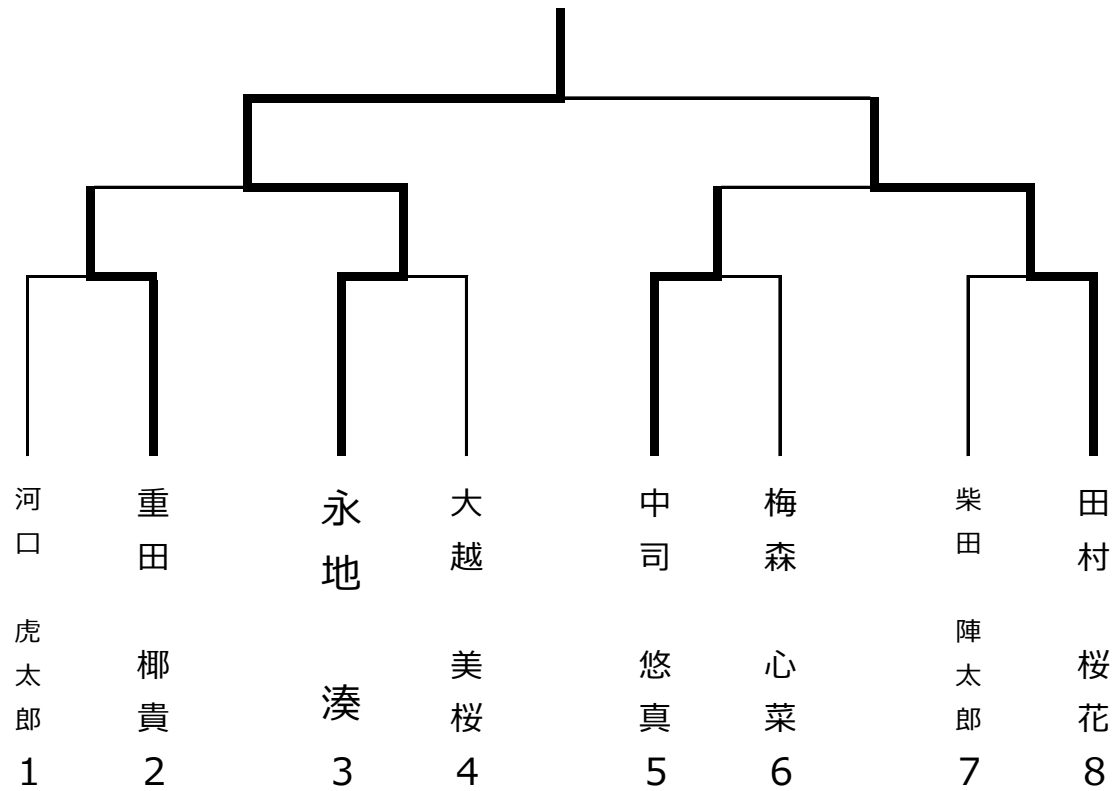 河口 虎太郎
重田 椰貴
永地 湊
大越 美桜
中司 悠真
梅森 心菜
柴田 陣太郎
田村 桜花
1 2 3 4 5 6 7 8